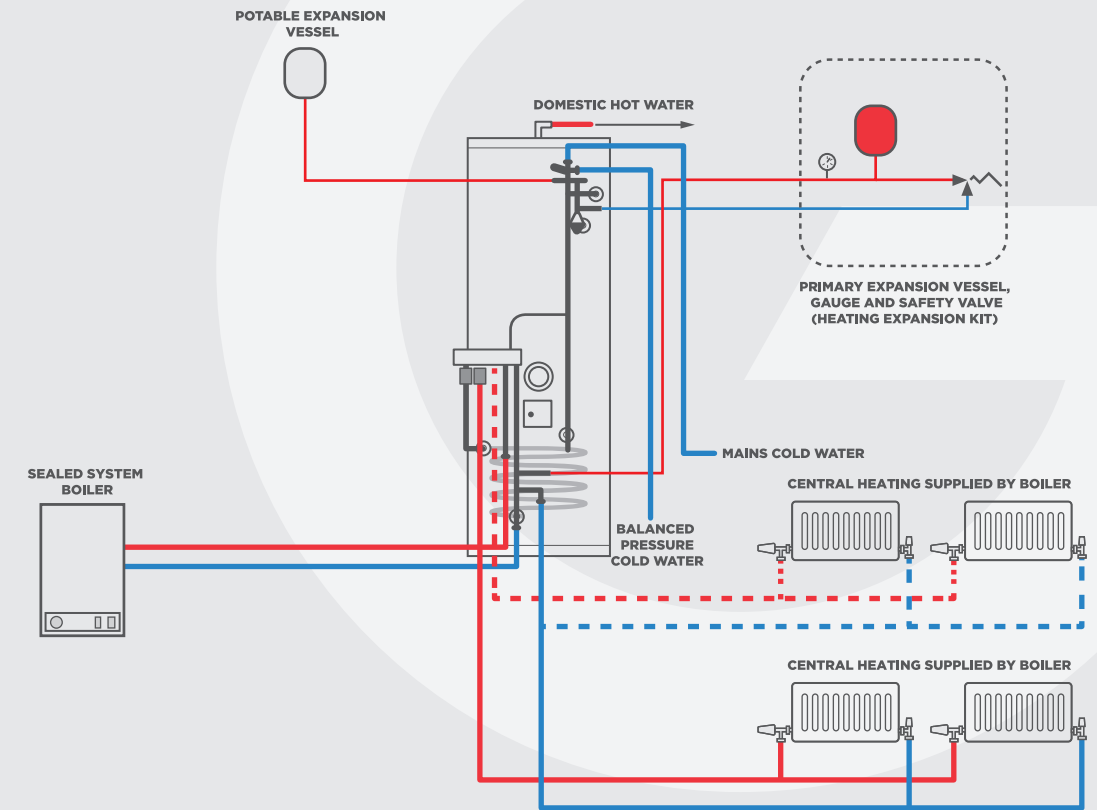 POTABLE EXPANSION
VESSEL
DOMESTIC HOT WATER
PRIMARY EXPANSION VESSEL,
GAUGE AND SAFETY VALVE
(HEATING EXPANSION KIT)
MAINS COLD WATER
SEALED SYSTEM
BOILER
CENTRAL HEATING SUPPLIED BY BOILER
BALANCED
PRESSURE
COLD WATER
CENTRAL HEATING SUPPLIED BY BOILER